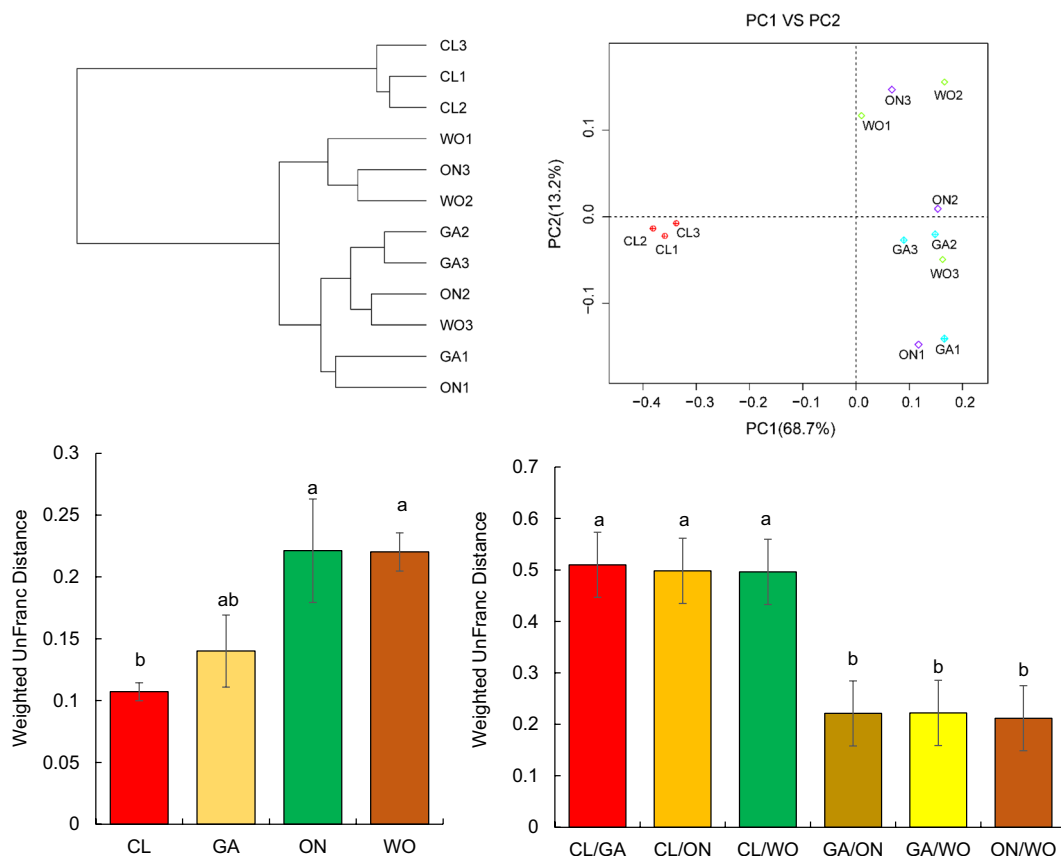 CL3
CL1
CL2
WO1
ON3
WO2
GA2
GA3
ON2
WO3
GA1
ON1
PC1 VS PC2
PC2(13.2%)
0.1
0.0
−0.1
ON3
WO2
WO1
ON2
CL2
CL1
CL3
GA3
GA2
WO3
ON1
GA1
−0.4 −0.3 −0.2 −0.1 0.0 0.1 0.2
PC1(68.7%)
Weighted UnFranc Distance
0.3
0.25
0.2
0.15
0.1
0.05
0
b
ab
a
a
CL GA ON WO
Weighted UnFranc Distance
0.7
0.6
0.5
0.4
0.3
0.2
0.1
0
a
a
a
b
b
b
CL/GA CL/ON CL/WO GA/ON GA/WO ON/WO